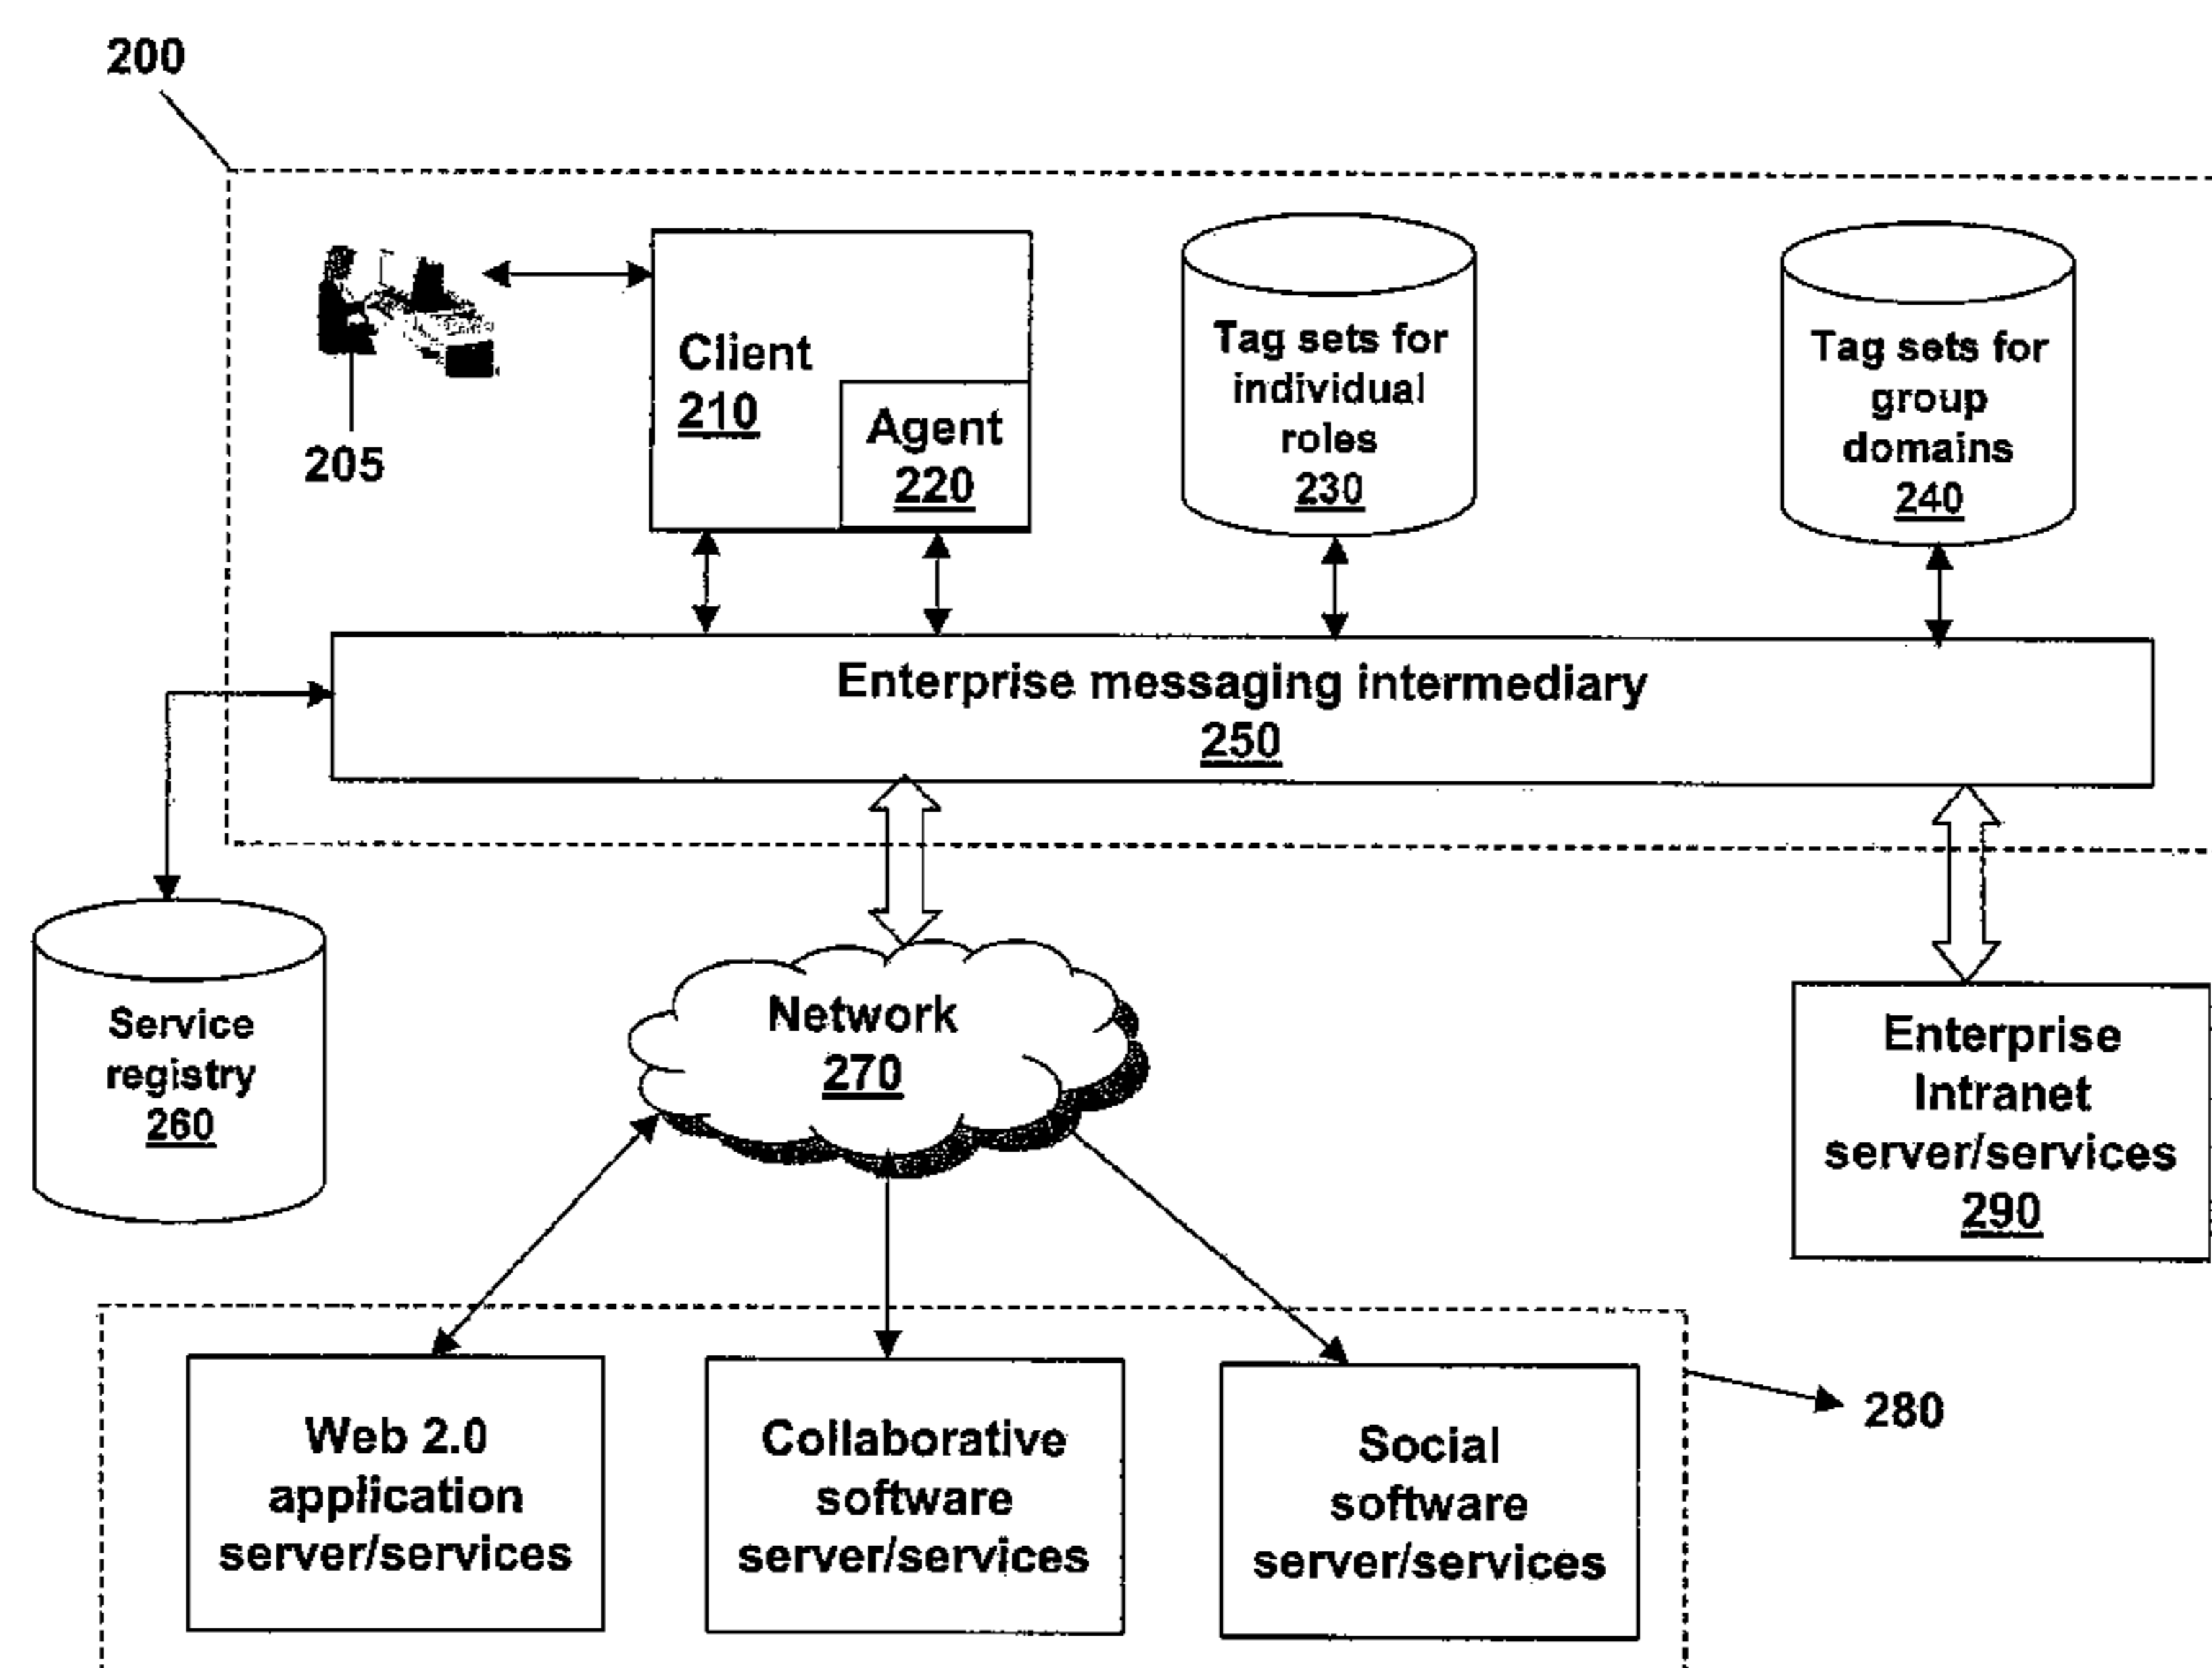 200
205
Client
210
Agent
220
Tag sets for
individual
roles
230
Tag sets for
group
domains
240
Enterprise messaging intermediary
250
Service
registry
260
Network
270
Enterprise
Intranet
server/services
290
280
Web 2.0
application
server/services
Collaborative
software
server/services
Social
software
server/services